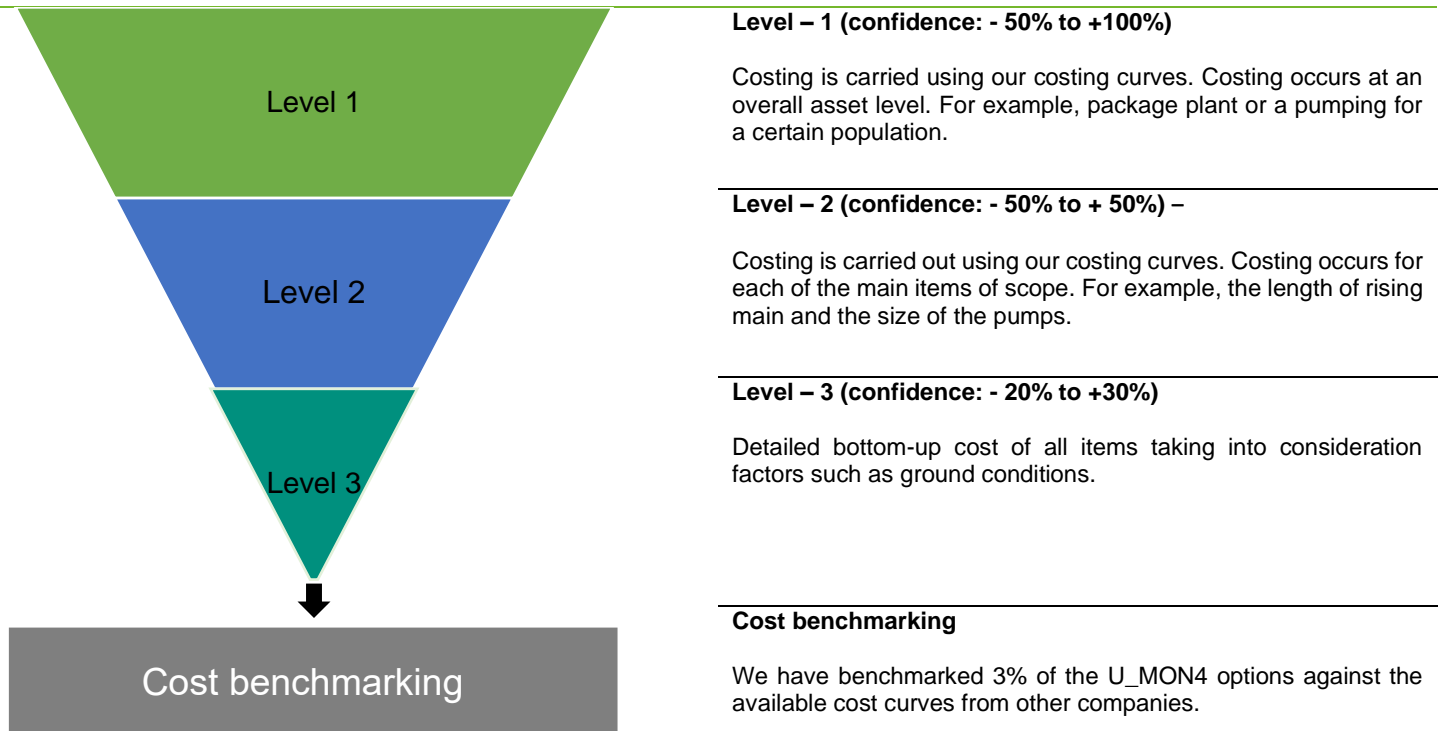 Level 1
Level 2
Level 3
Cost benchmarking
Level – 1 (confidence: - 50% to +100%)
Costing is carried using our costing curves. Costing occurs at an
overall asset level. For example, package plant or a pumping for
a certain population.
Level – 2 (confidence: - 50% to + 50%) –
Costing is carried out using our costing curves. Costing occurs for
each of the main items of scope. For example, the length of rising
main and the size of the pumps.
Level – 3 (confidence: - 20% to +30%)
Detailed bottom-up cost of all items taking into consideration
factors such as ground conditions.
Cost benchmarking
We have benchmarked 3% of the U_MON4 options against the
available cost curves from other companies.